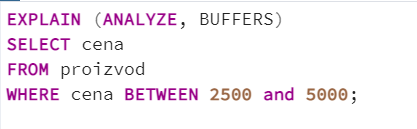 EXPLAIN (ANALYZE, BUFFERS)
SELECT cena
FROM proizvod
WHERE cena BETWEEN 2500 and 5000;